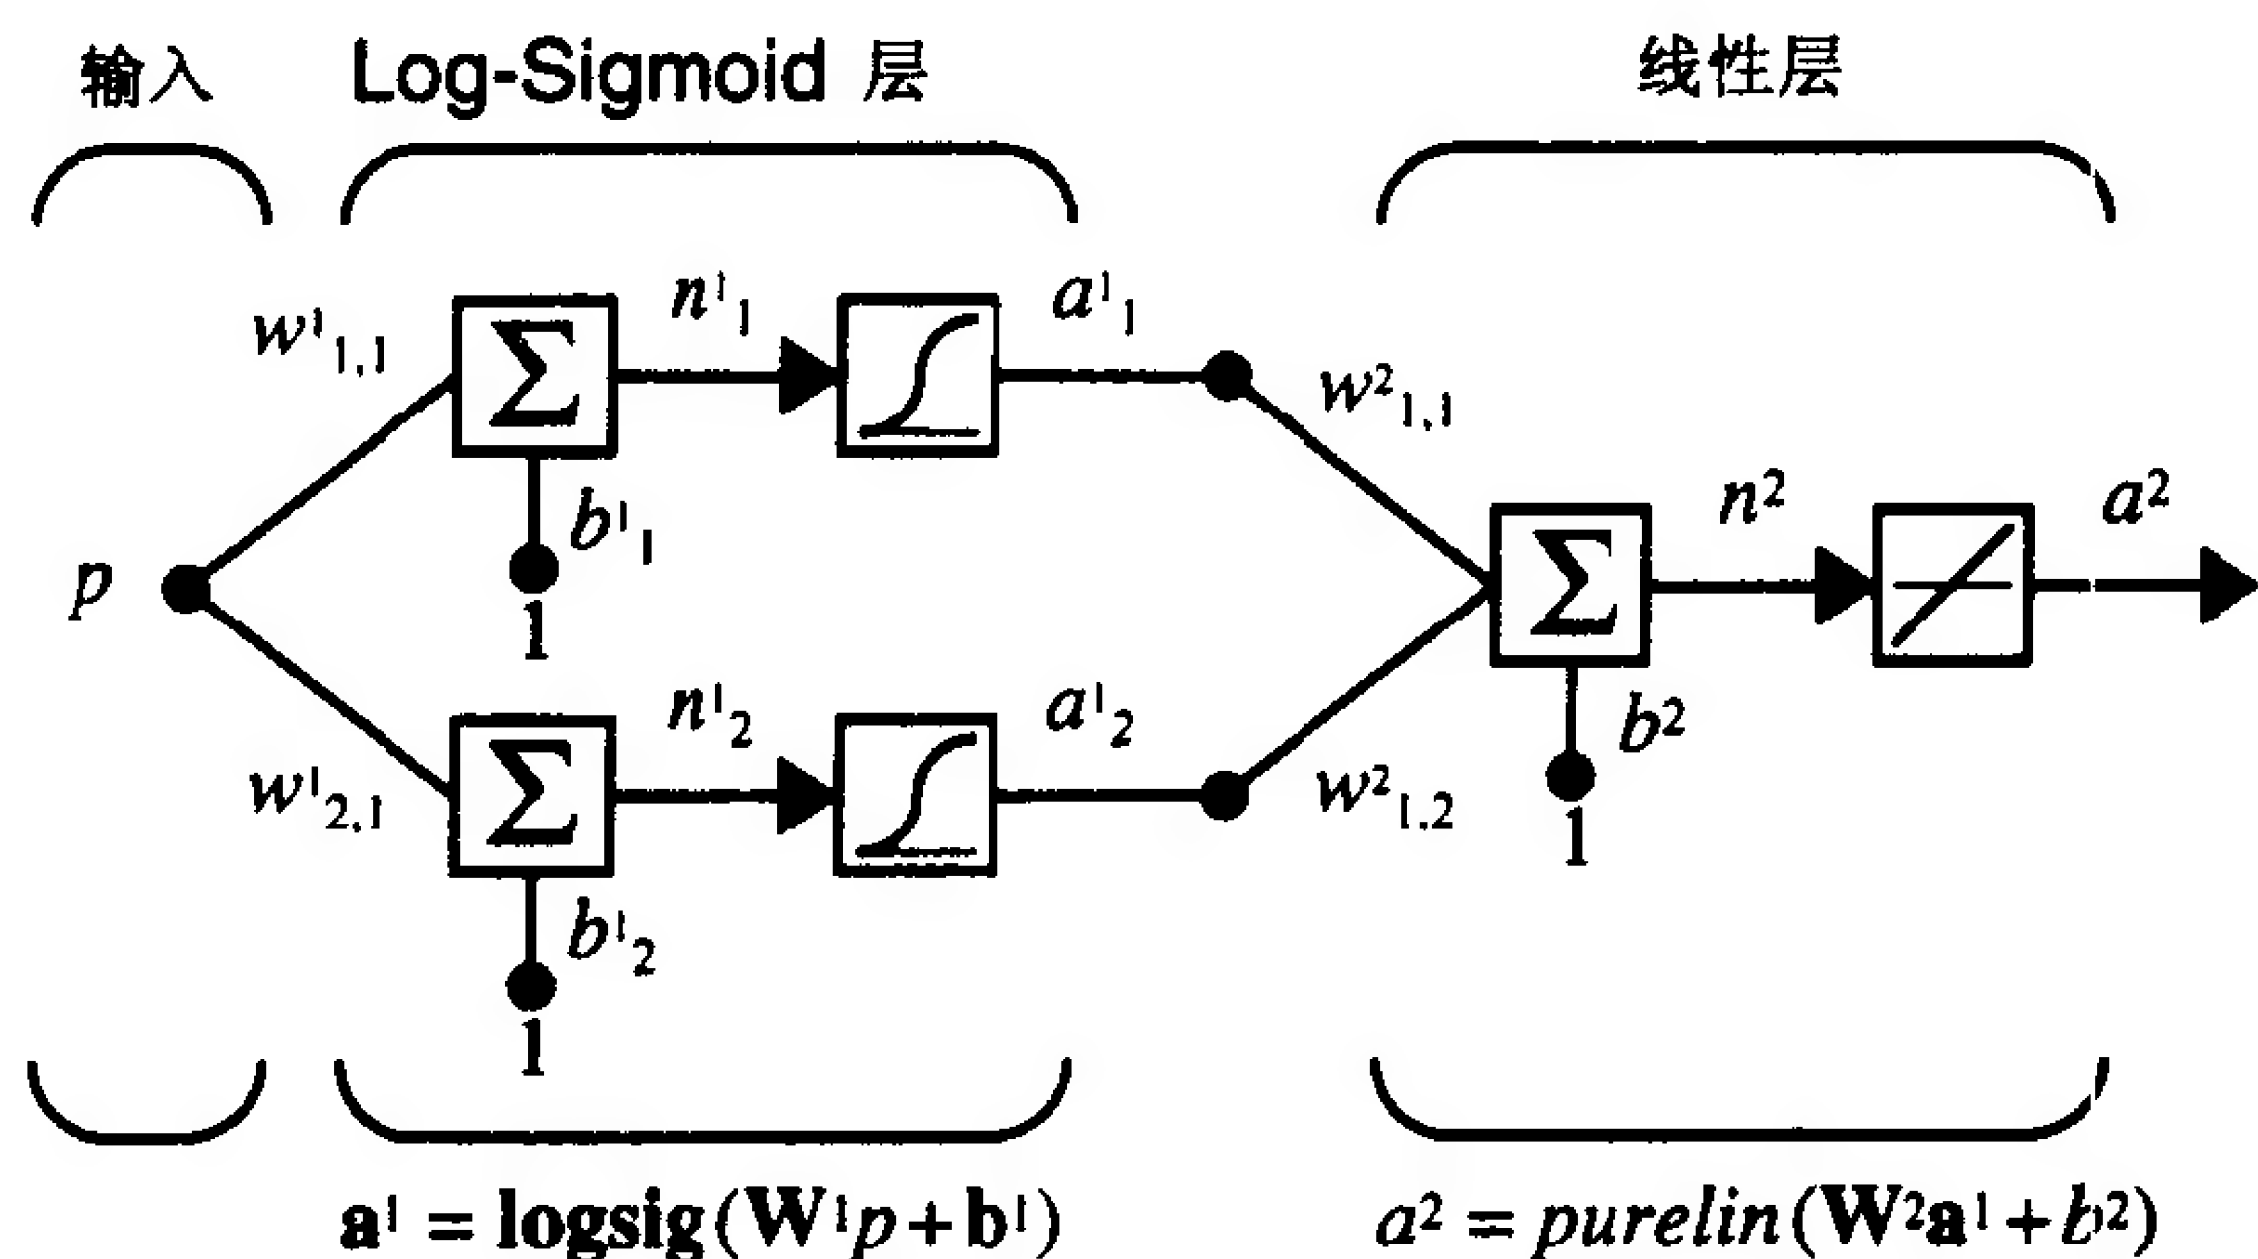 输入 Log-Sigmoid 层 线性层
n¹₁ a¹₁
w¹₁,₁ w²₁,₁
b¹₁ n² a²
p
1
n¹₂ a¹₂ b²
w¹₂,₁ w²₁,₂
1
b¹₂
1
a¹ = logsig(W¹p+b¹) a² = purelin(W²a¹+b²)